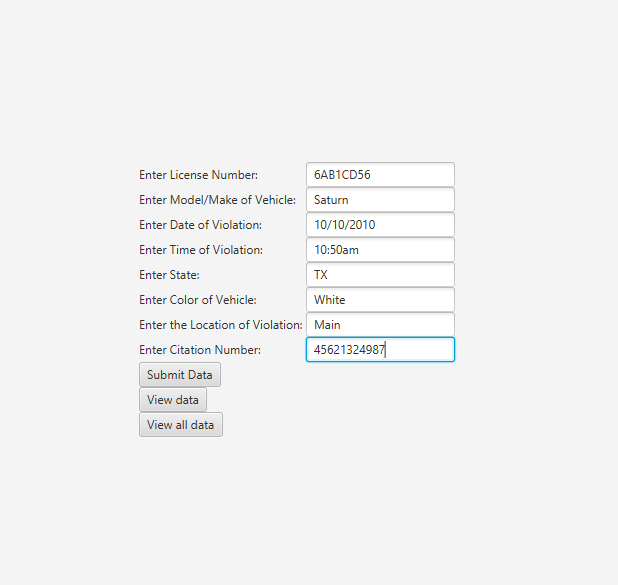 Enter License Number: 6AB1CD56
Enter Model/Make of Vehicle: Saturn
Enter Date of Violation: 10/10/2010
Enter Time of Violation: 10:50am
Enter State: TX
Enter Color of Vehicle: White
Enter the Location of Violation: Main
Enter Citation Number: 45621324987
Submit Data
View data
View all data